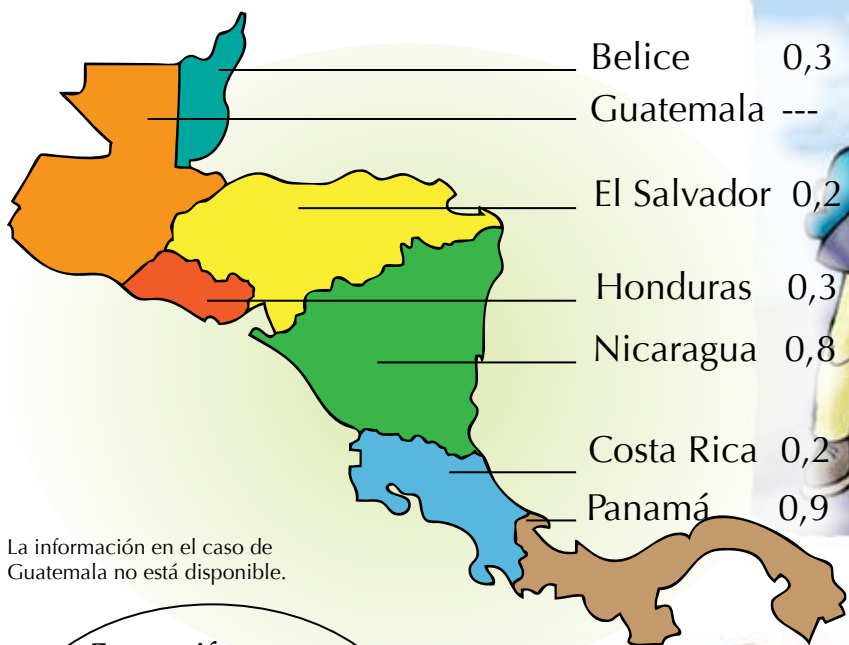 Belice 0,3
Guatemala ---
El Salvador 0,2
Honduras 0,3
Nicaragua 0,8
Costa Rica 0,2
Panamá 0,9
La información en el caso de
Guatemala no está disponible.